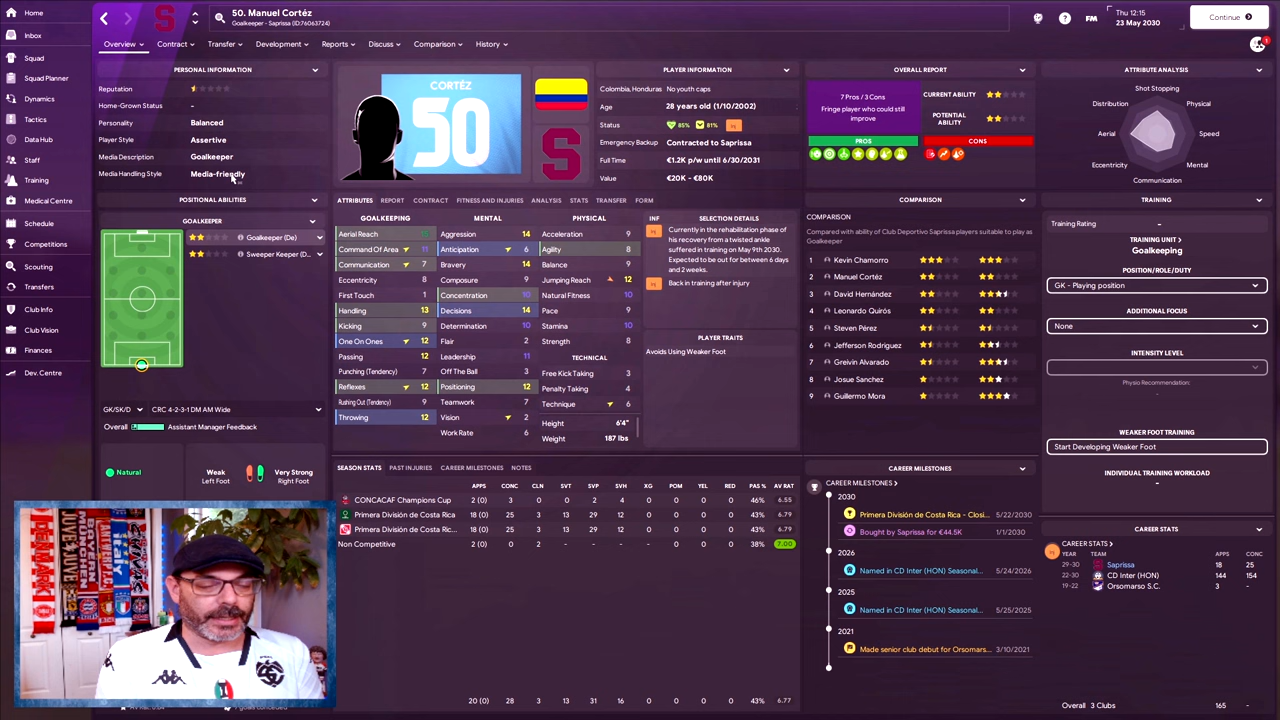 Home
Inbox
Squad
Squad Planner
Dynamics
Tactics
Data Hub
Staff
Training
Medical Centre
Schedule
Competitions
Scouting
Transfers
Club Info
Club Vision
Finances
Dev. Centre
50. Manuel Cortéz
Goalkeeper - Saprissa (ID:76063724)
FM
Thu 12:15
23 May 2030
Continue
1
Overview
Contract
Transfer
Development
Reports
Discuss
Comparison
History
PERSONAL INFORMATION
Reputation
Home-Grown Status -
Personality Balanced
Player Style Assertive
Media Description Goalkeeper
Media Handling Style Media-friendly
POSITIONAL ABILITIES
GOALKEEPER
Goalkeeper (De)
Sweeper Keeper (D...
GK/SK/D CRC 4-2-3-1 DM AM Wide
Overall Assistant Manager Feedback
Natural
Weak Left Foot
Very Strong Right Foot
CORTÉZ
50
S
PLAYER INFORMATION
Colombia, Honduras No youth caps
Age 28 years old (1/10/2002)
Status 85% 81%
Emergency Backup Contracted to Saprissa
Full Time €1.2K p/w until 6/30/2031
Value €20K - €80K
ATTRIBUTES REPORT CONTRACT FITNESS AND INJURIES ANALYSIS STATS TRANSFER FORM
GOALKEEPING
Aerial Reach 15
Command Of Area 11
Communication 7
Eccentricity 8
First Touch 1
Handling 13
Kicking 9
One On Ones 12
Passing 12
Punching (Tendency) 7
Reflexes 12
Rushing Out (Tendency) 9
Throwing 12
MENTAL
Aggression 14
Anticipation 6
Bravery 14
Composure 9
Concentration 10
Decisions 14
Determination 10
Flair 2
Leadership 11
Off The Ball 3
Positioning 12
Teamwork 7
Vision 2
Work Rate 6
PHYSICAL
Acceleration 9
Agility 8
Balance 9
Jumping Reach 12
Natural Fitness 10
Pace 9
Stamina 10
Strength 8
TECHNICAL
Free Kick Taking 3
Penalty Taking 4
Technique 6
Height 6'4"
Weight 187 lbs
INF SELECTION DETAILS
Currently in the rehabilitation phase of
his recovery from a twisted ankle
suffered in training on May 9th 2030.
Expected to be out for between 6 days
and 2 weeks.
Back in training after injury
PLAYER TRAITS
Avoids Using Weaker Foot
SEASON STATS PAST INJURIES CAREER MILESTONES NOTES
APPS CONC CLN SVT SVP SVH XG POM YEL RED PAS % AV RAT
CONCACAF Champions Cup 2 (0) 3 0 3 2 4 - 0 0 0 46% 6.55
Primera División de Costa Rica 18 (0) 25 3 13 29 12 - 0 0 0 43% 6.79
Primera División de Costa Ric... 18 (0) 25 3 13 29 12 - 0 0 0 43% 6.79
Non Competitive 2 (0) - 2 - - - - 0 0 0 38% 7.00
20 (0) 28 3 13 31 16 - 0 0 0 43% 6.77
OVERALL REPORT
7 Pros / 3 Cons
Fringe player who could still
improve
CURRENT ABILITY
POTENTIAL ABILITY
PROS
CONS
COMPARISON
COMPARISON
Compared with ability of Club Deportivo Saprissa players suitable to play as
Goalkeeper
1 Kevin Chamorro
2 Manuel Cortéz
3 David Hernández
4 Leonardo Quirós
5 Steven Pérez
6 Jefferson Rodríguez
7 Greivin Alvarado
8 Josue Sanchez
9 Guillermo Mora
CAREER MILESTONES
CAREER MILESTONES
2030
Primera División de Costa Rica - Closi... 5/22/2030
Bought by Saprissa for €44.5K 1/1/2030
2026
Named in CD Inter (HON) Seasonal... 5/24/2026
2025
Named in CD Inter (HON) Seasonal... 5/25/2025
2021
Made senior club debut for Orsomars... 3/10/2021
ATTRIBUTE ANALYSIS
Shot Stopping
Physical
Speed
Mental
Communication
Eccentricity
Aerial
Distribution
TRAINING
Training Rating -
TRAINING UNIT
Goalkeeping
POSITION/ROLE/DUTY
GK - Playing position
ADDITIONAL FOCUS
None
INTENSITY LEVEL
Physio Recommendation:
-
WEAKER FOOT TRAINING
Start Developing Weaker Foot
INDIVIDUAL TRAINING WORKLOAD
-
CAREER STATS
CAREER STATS
YEAR TEAM APPS CONC
29-30 Saprissa 18 25
22-30 CD Inter (HON) 144 154
19-22 Orsomarso S.C. 3 -
Overall 3 Clubs 165 -
BAYERN
MÜNCHEN
Italy
kappa